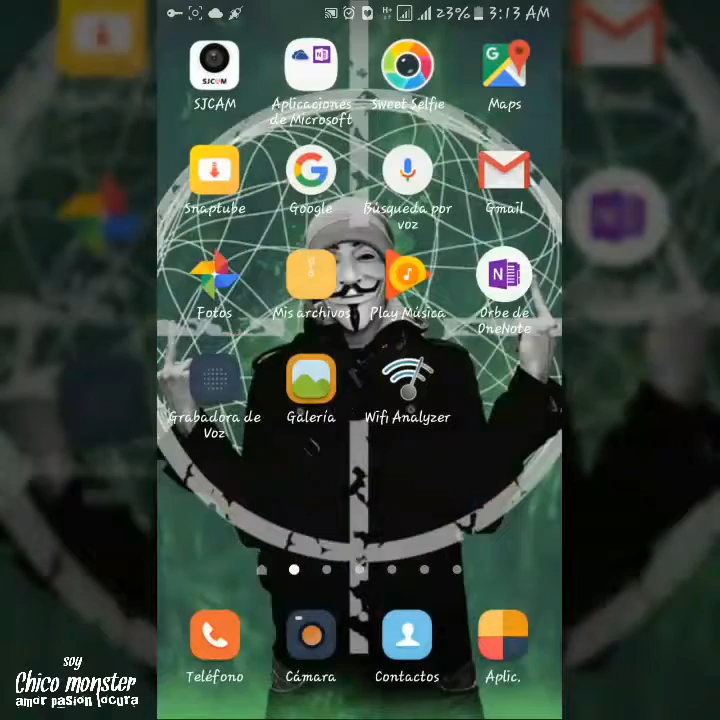 H+ 23% 3:13 AM
SJCAM
SJCAM Aplicaciones de Microsoft Sweet Selfie Maps
Snaptube Google Búsqueda por voz Gmail
Fotos Mis archivos Play Música Orbe de OneNote
Grabadora de Voz Galería Wifi Analyzer
Teléfono Cámara Contactos Aplic.
soy
Chico monster
amor pasion locura